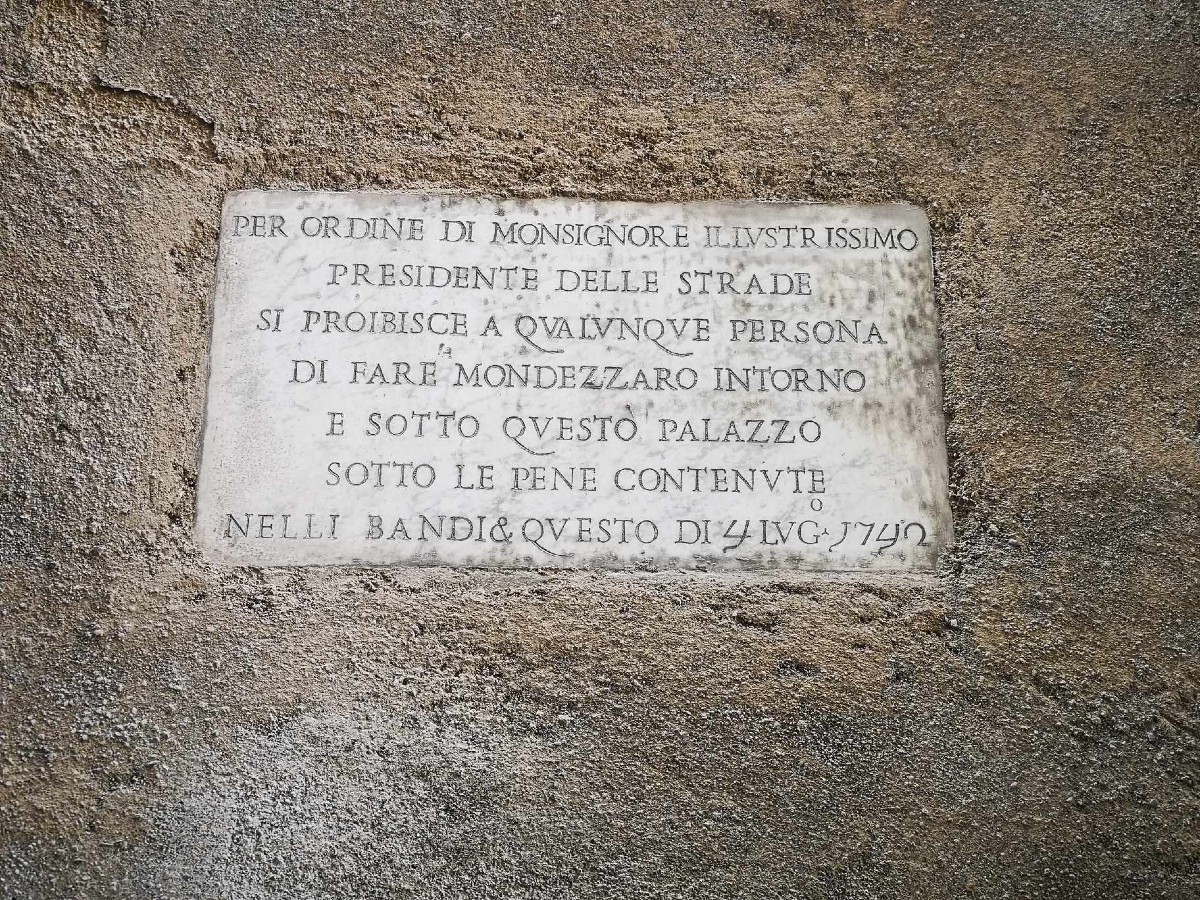 PER ORDINE DI MONSIGNORE ILLVSTRISSIMO
PRESIDENTE DELLE STRADE
SI PROIBISCE A QVALVNQVE PERSONA
DI FARE MONDEZZARO INTORNO
E SOTTO QVESTO PALAZZO
SOTTO LE PENE CONTENVTE
NELLI BANDI & QVESTO DI 4 LVG.º 1742